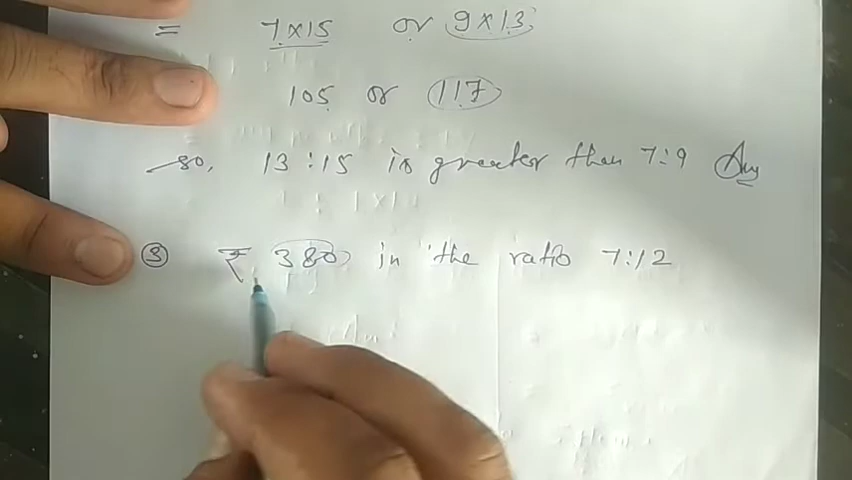 = 7×15 or 9×13
105 or 117
so, 13:15 is greater than 7:9 Ans
③ ₹ 380 in the ratio 7:12